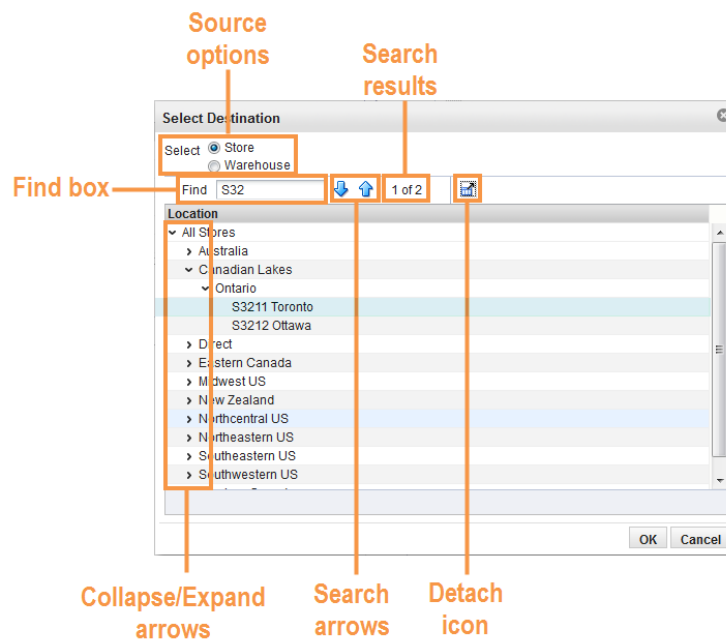 Source
options
Search
results
Select Destination
Select Store
Warehouse
Find box
Find S32 1 of 2
Location
All Stores
Australia
Canadian Lakes
Ontario
S3211 Toronto
S3212 Ottawa
Direct
Eastern Canada
Midwest US
New Zealand
Northcentral US
Northeastern US
Southeastern US
Southwestern US
OK Cancel
Collapse/Expand
arrows
Search
arrows
Detach
icon